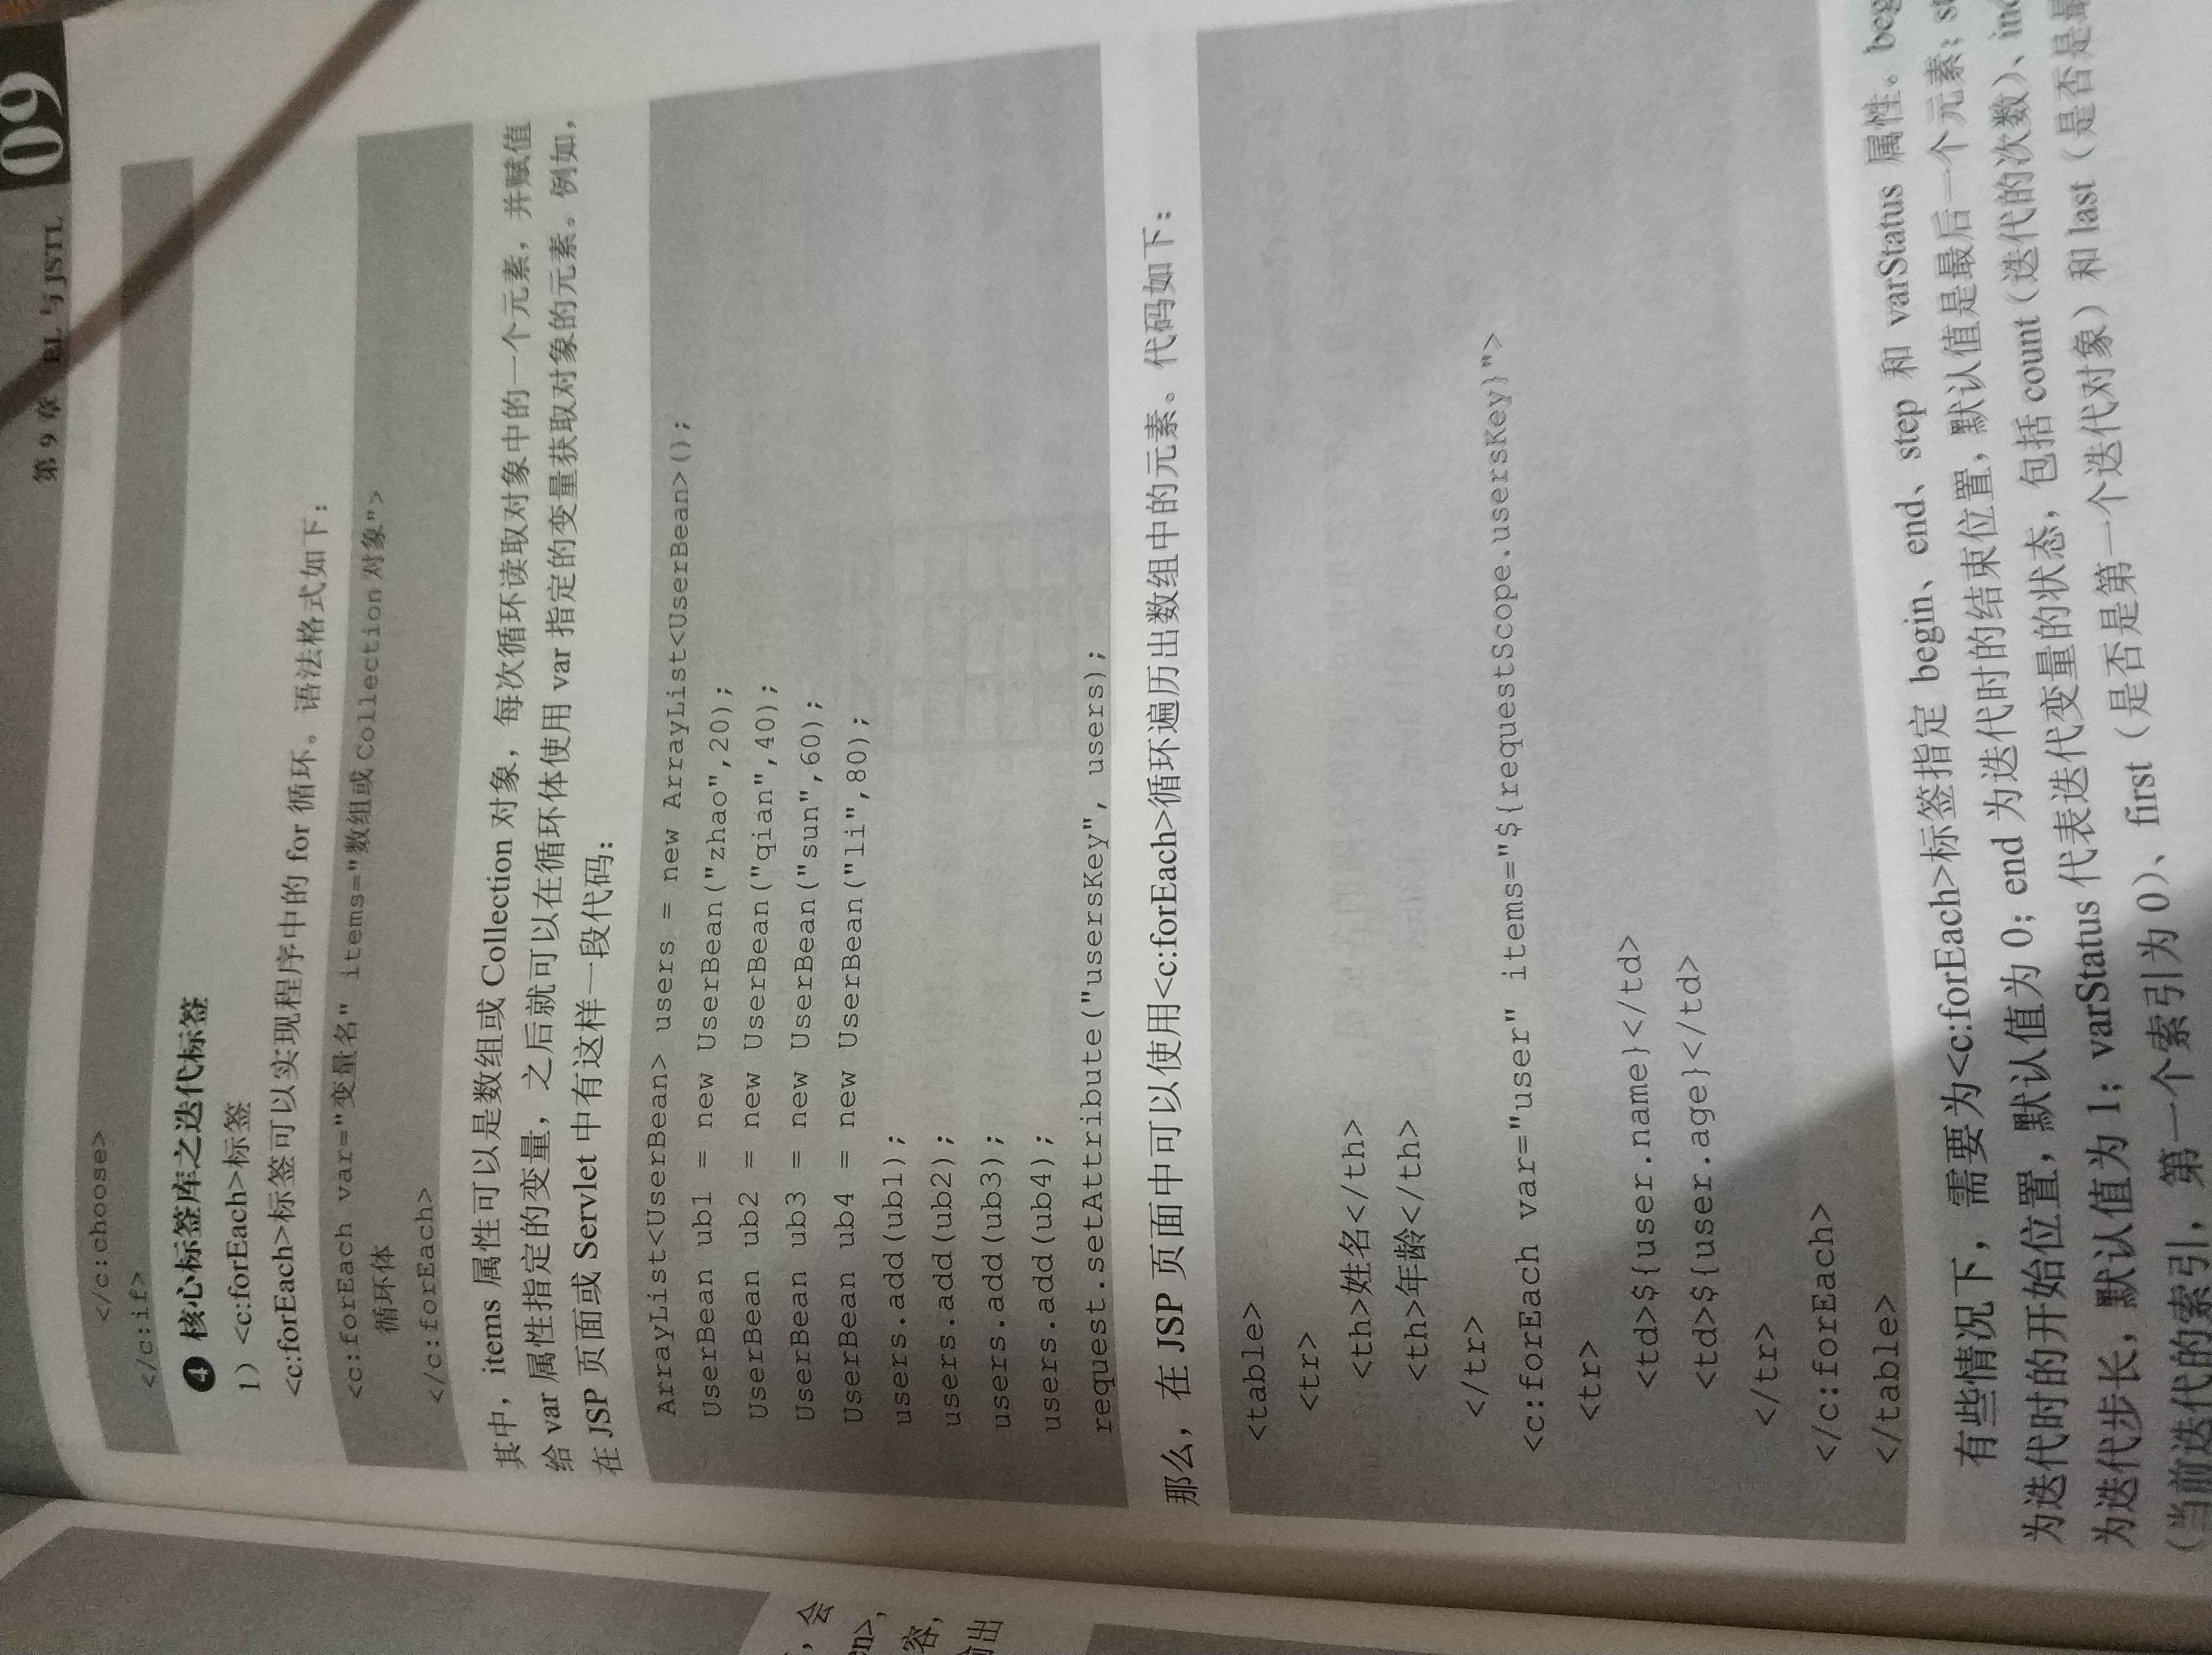 第9章 EL 与 JSTL 09
</c:choose>
</c:if>
❹ 核心标签库之迭代标签
1）<c:forEach>标签
<c:forEach>标签可以实现程序中的 for 循环。语法格式如下：
<c:forEach var="变量名" items="数组或 Collection 对象">
循环体
</c:forEach>
其中，items 属性可以是数组或 Collection 对象，每次循环读取对象中的一个元素，并赋值
给 var 属性指定的变量，之后就可以在循环体使用 var 指定的变量获取对象的元素。例如，
在 JSP 页面或 Servlet 中有这样一段代码：
ArrayList<UserBean> users = new ArrayList<UserBean>();
UserBean ub1 = new UserBean("zhao",20);
UserBean ub2 = new UserBean("qian",40);
UserBean ub3 = new UserBean("sun",60);
UserBean ub4 = new UserBean("li",80);
users.add(ub1);
users.add(ub2);
users.add(ub3);
users.add(ub4);
request.setAttribute("usersKey", users);
那么，在 JSP 页面中可以使用<c:forEach>循环遍历出数组中的元素。代码如下：
<table>
<tr>
<th>姓名</th>
<th>年龄</th>
</tr>
<c:forEach var="user" items="${requestScope.usersKey}">
<tr>
<td>${user.name}</td>
<td>${user.age}</td>
</tr>
</c:forEach>
</table>
有些情况下，需要为<c:forEach>标签指定 begin、end、step 和 varStatus 属性。beg
为迭代时的开始位置，默认值为 0；end 为迭代时的结束位置，默认值是最后一个元素；st
为迭代步长，默认值为 1；varStatus 代表迭代变量的状态，包括 count（迭代的次数）、ind
（当前迭代的索引，第一个索引为 0）、first（是否是第一个迭代对象）和 last（是否是最
，会
en>，
容，
输出